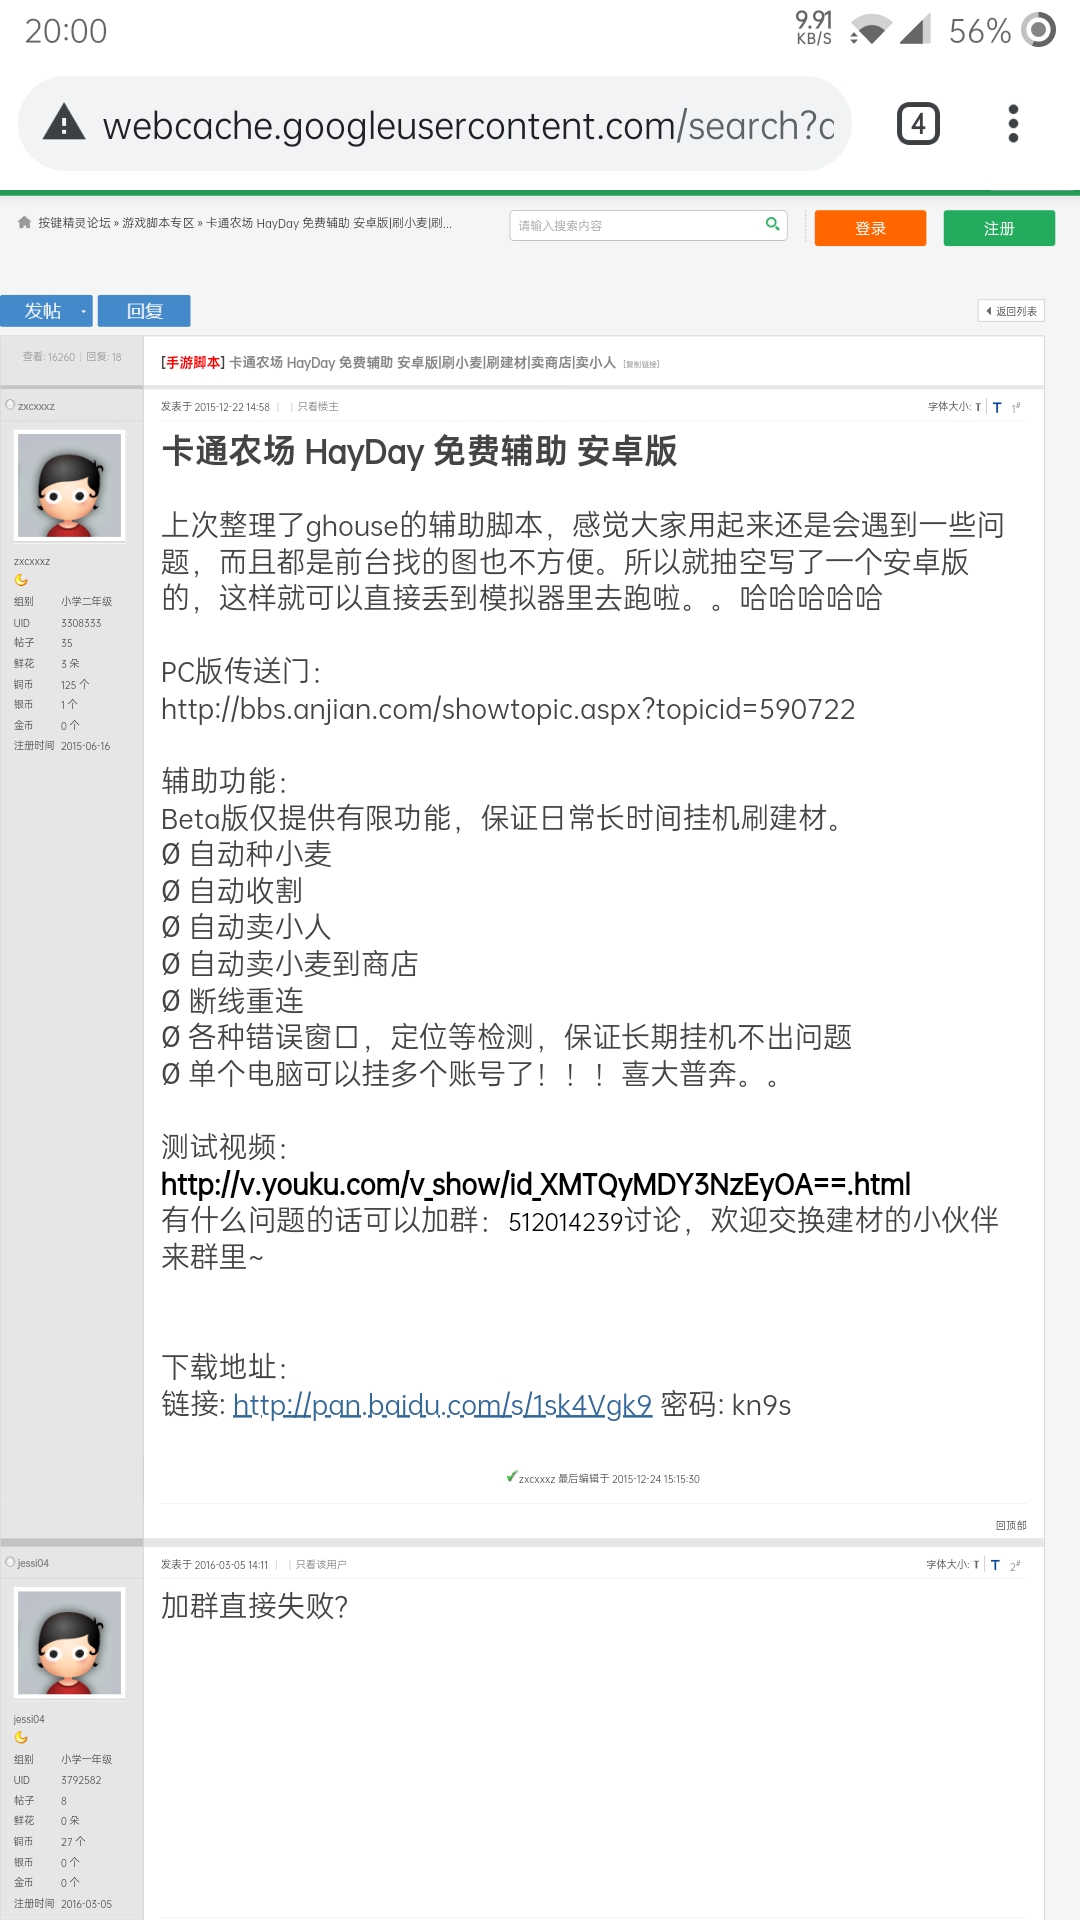 20:00
9.91
KB/S
56%
webcache.googleusercontent.com/search?
4
按键精灵论坛 » 游戏脚本专区 » 卡通农场 HayDay 免费辅助 安卓版|刷小麦|刷...
请输入搜索内容
登录
注册
发帖
回复
返回列表
查看: 16260 | 回复: 18
[手游脚本] 卡通农场 HayDay 免费辅助 安卓版|刷小麦|刷建材|卖商店|卖小人 [复制链接]
zxcxxxz
发表于 2015-12-22 14:58 | | 只看楼主
字体大小: T | T 1#
卡通农场 HayDay 免费辅助 安卓版
上次整理了ghouse的辅助脚本，感觉大家用起来还是会遇到一些问
题，而且都是前台找的图也不方便。所以就抽空写了一个安卓版
的，这样就可以直接丢到模拟器里去跑啦。。哈哈哈哈哈
PC版传送门：
http://bbs.anjian.com/showtopic.aspx?topicid=590722
辅助功能：
Beta版仅提供有限功能，保证日常长时间挂机刷建材。
Ø 自动种小麦
Ø 自动收割
Ø 自动卖小人
Ø 自动卖小麦到商店
Ø 断线重连
Ø 各种错误窗口，定位等检测，保证长期挂机不出问题
Ø 单个电脑可以挂多个账号了！！！喜大普奔。。
测试视频：
http://v.youku.com/v_show/id_XMTQyMDY3NzEyOA==.html
有什么问题的话可以加群：512014239讨论，欢迎交换建材的小伙伴
来群里~
下载地址：
链接: http://pan.baidu.com/s/1sk4Vgk9 密码: kn9s
zxcxxxz 最后编辑于 2015-12-24 15:15:30
回顶部
zxcxxxz
组别 小学二年级
UID 3308333
帖子 35
鲜花 3 朵
铜币 125 个
银币 1 个
金币 0 个
注册时间 2015-06-16
jessi04
发表于 2016-03-05 14:11 | | 只看该用户
字体大小: T | T 2#
加群直接失败?
jessi04
组别 小学一年级
UID 3792582
帖子 8
鲜花 0 朵
铜币 27 个
银币 0 个
金币 0 个
注册时间 2016-03-05